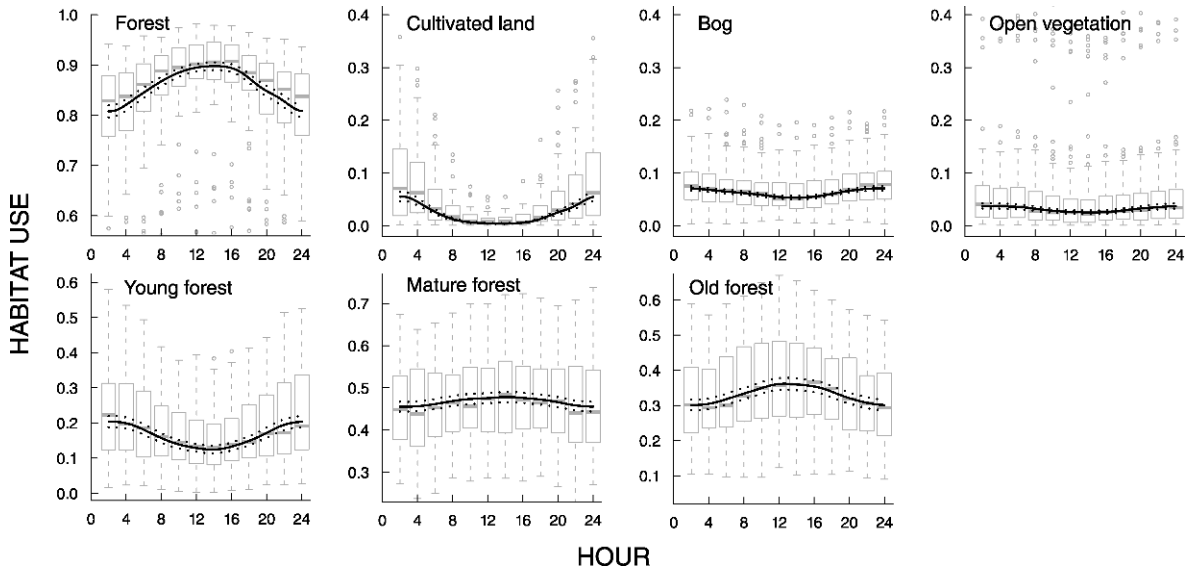 HABITAT USE
Forest
1.0
0.9
0.8
0.7
0.6
Cultivated land
0.4
0.3
0.2
0.1
0.0
0 4 8 12 16 20 24
Bog
0.4
0.3
0.2
0.1
0.0
0 4 8 12 16 20 24
Open vegetation
0.4
0.3
0.2
0.1
0.0
0 4 8 12 16 20 24
Young forest
0.6
0.5
0.4
0.3
0.2
0.1
0.0
0 4 8 12 16 20 24
Mature forest
0.7
0.6
0.5
0.4
0.3
0 4 8 12 16 20 24
Old forest
0.6
0.5
0.4
0.3
0.2
0.1
0 4 8 12 16 20 24
0 4 8 12 16 20 24
HOUR